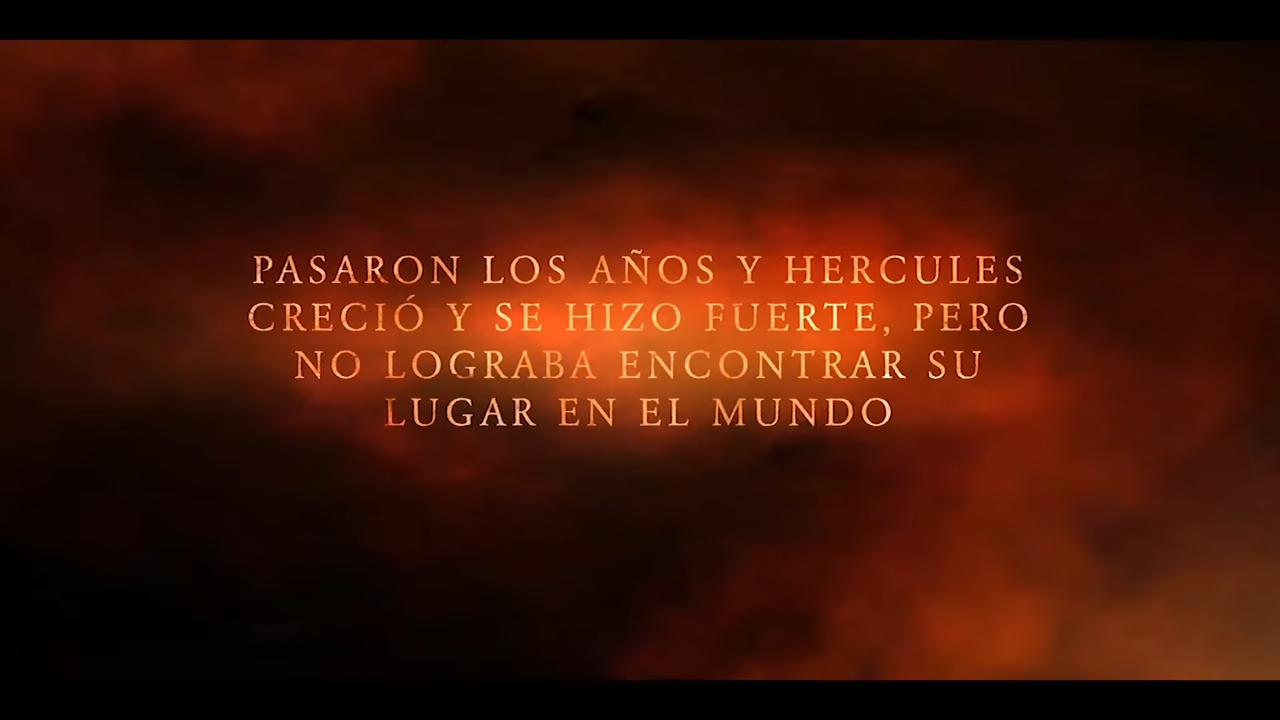 PASARON LOS AÑOS Y HERCULES
CRECIÓ Y SE HIZO FUERTE, PERO
NO LOGRABA ENCONTRAR SU
LUGAR EN EL MUNDO